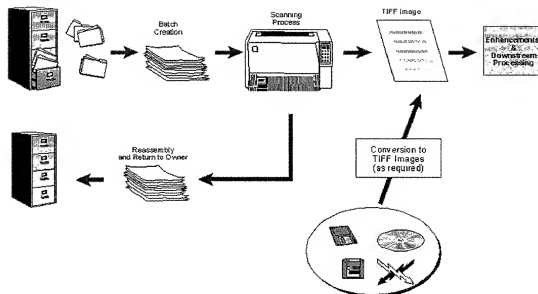 Batch
Creation
Scanning
Process
TIFF Image
Enhancements
&
Downstream
Processing
Reassembly
and Return to Owner
Conversion to
TIFF Images
(as required)